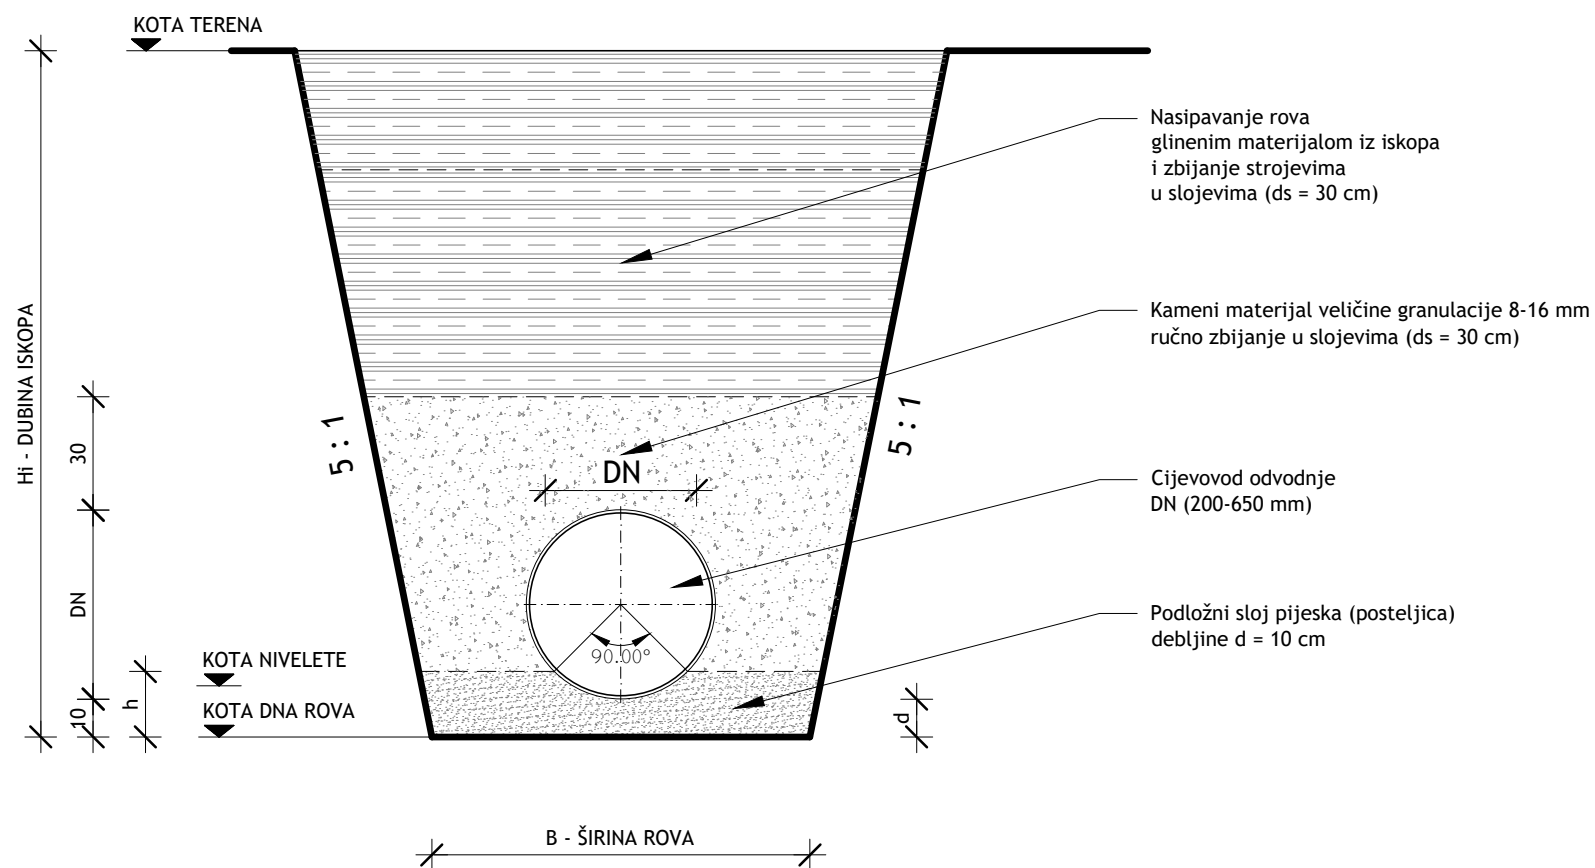 KOTA TERENA
Nasipavanje rova
glinenim materijalom iz iskopa
i zbijanje strojevima
u slojevima (ds = 30 cm)
Kameni materijal veličine granulacije 8-16 mm
ručno zbijanje u slojevima (ds = 30 cm)
Hi - DUBINA ISKOPA
30
5 : 1
5 : 1
DN
Cijevovod odvodnje
DN (200-650 mm)
DN
90.00°
Podložni sloj pijeska (posteljica)
debljine d = 10 cm
KOTA NIVELETE
KOTA DNA ROVA
10
h
d
B - ŠIRINA ROVA